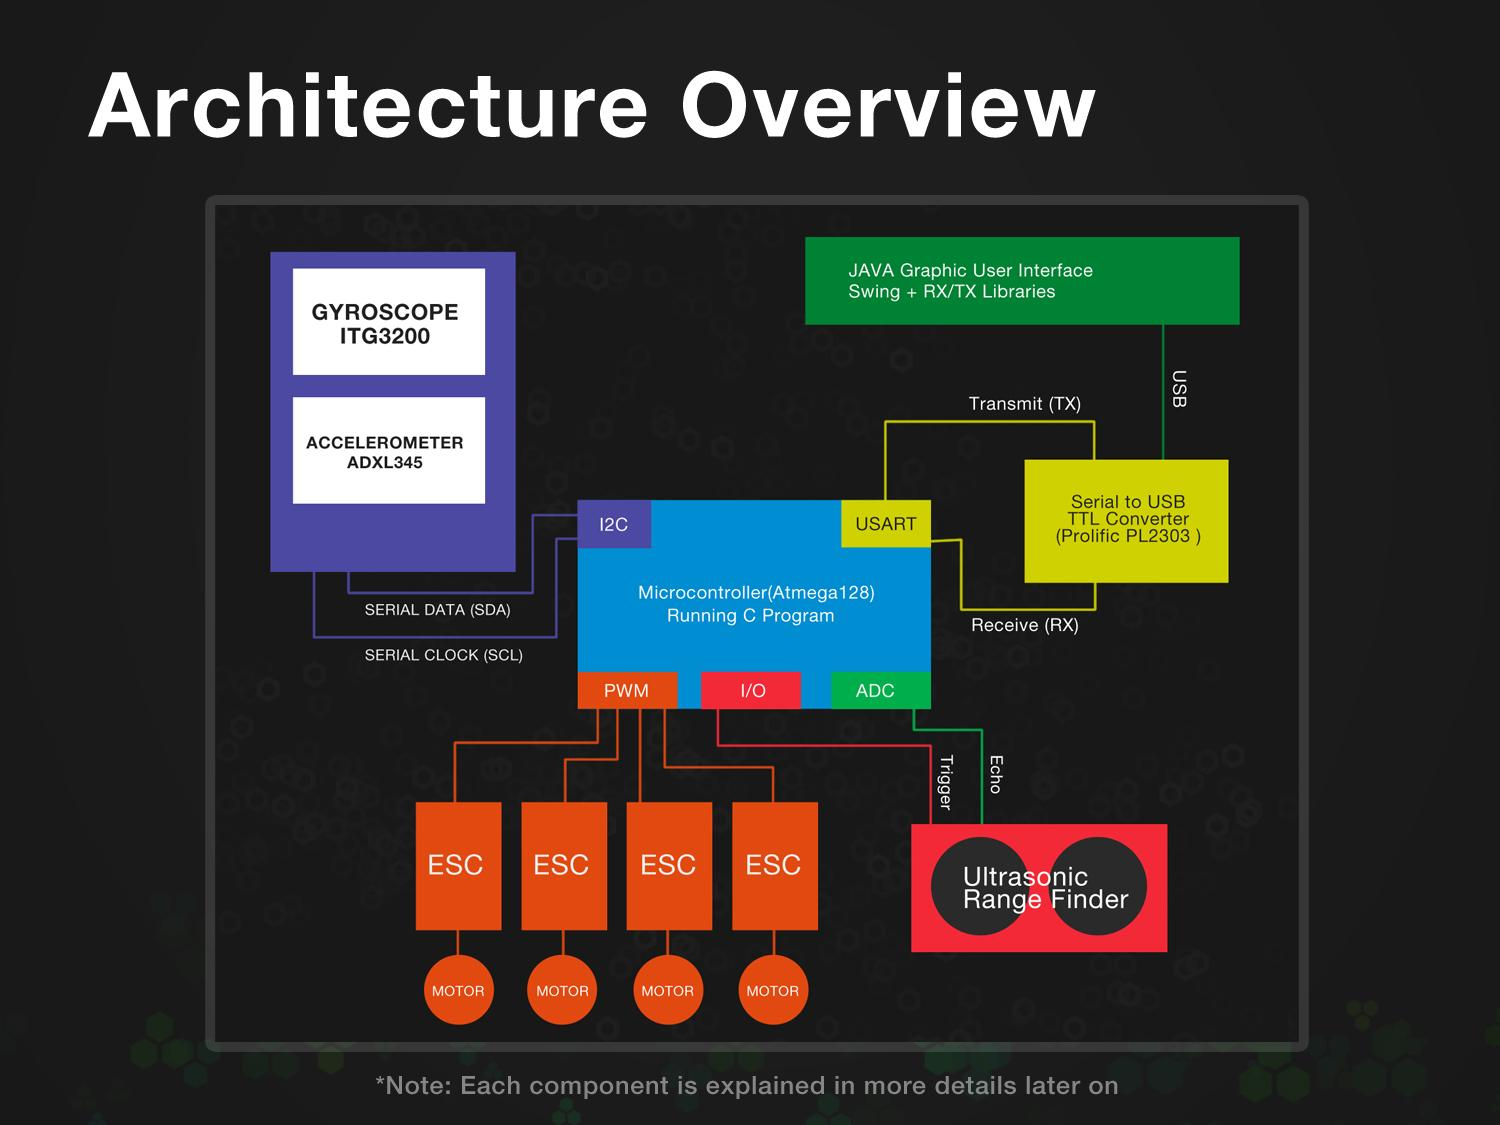 Architecture Overview
GYROSCOPE
ITG3200
ACCELEROMETER
ADXL345
JAVA Graphic User Interface
Swing + RX/TX Libraries
USB
Transmit (TX)
Serial to USB
TTL Converter
(Prolific PL2303 )
Receive (RX)
I2C
USART
Microcontroller(Atmega128)
Running C Program
SERIAL DATA (SDA)
SERIAL CLOCK (SCL)
PWM
I/O
ADC
Trigger
Echo
ESC
ESC
ESC
ESC
Ultrasonic
Range Finder
MOTOR
MOTOR
MOTOR
MOTOR
*Note: Each component is explained in more details later on